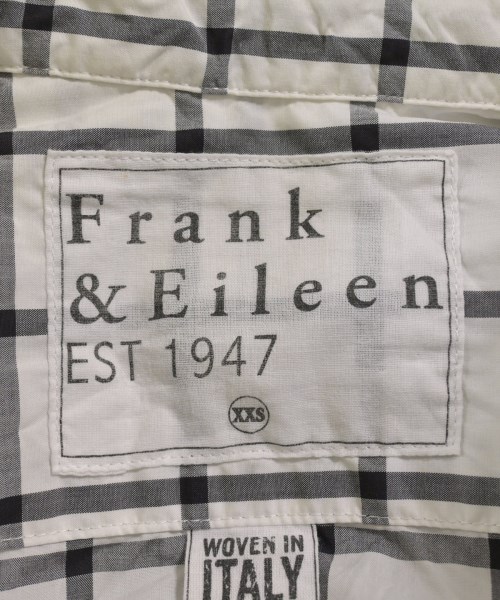 Frank
& Eileen
EST 1947
XXS
WOVEN IN
ITALY